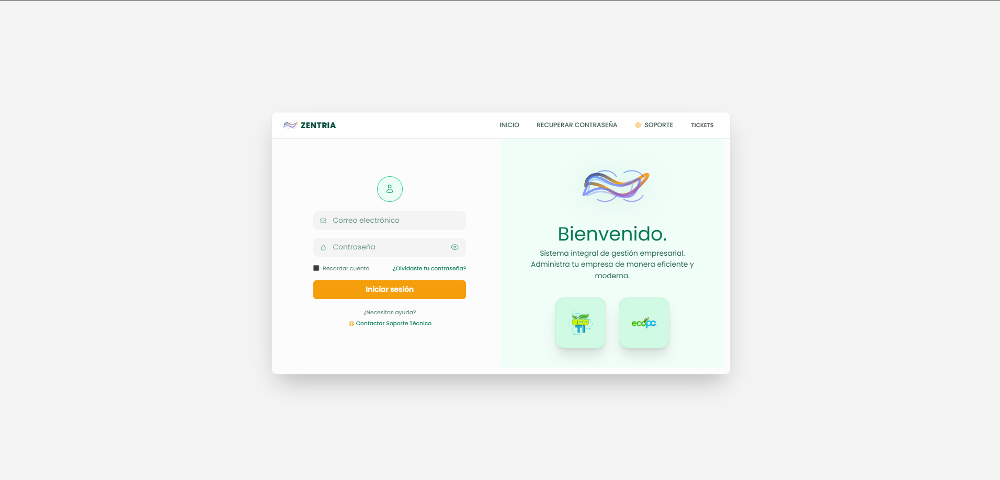 ZENTRIA
INICIO
RECUPERAR CONTRASEÑA
SOPORTE
TICKETS
Correo electrónico
Contraseña
Recordar cuenta
¿Olvidaste tu contraseña?
Iniciar sesión
¿Necesitas ayuda?
Contactar Soporte Técnico
Bienvenido.
Sistema integral de gestión empresarial.
Administra tu empresa de manera eficiente y
moderna.
eco
TI
ecopc